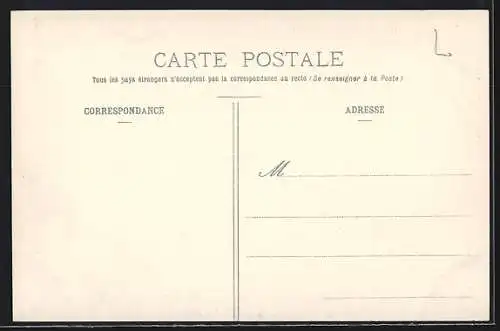 CARTE POSTALE
Tous les pays étrangers n'acceptent pas la correspondance au recto (Se renseigner à la Poste)
CORRESPONDANCE
ADRESSE
M